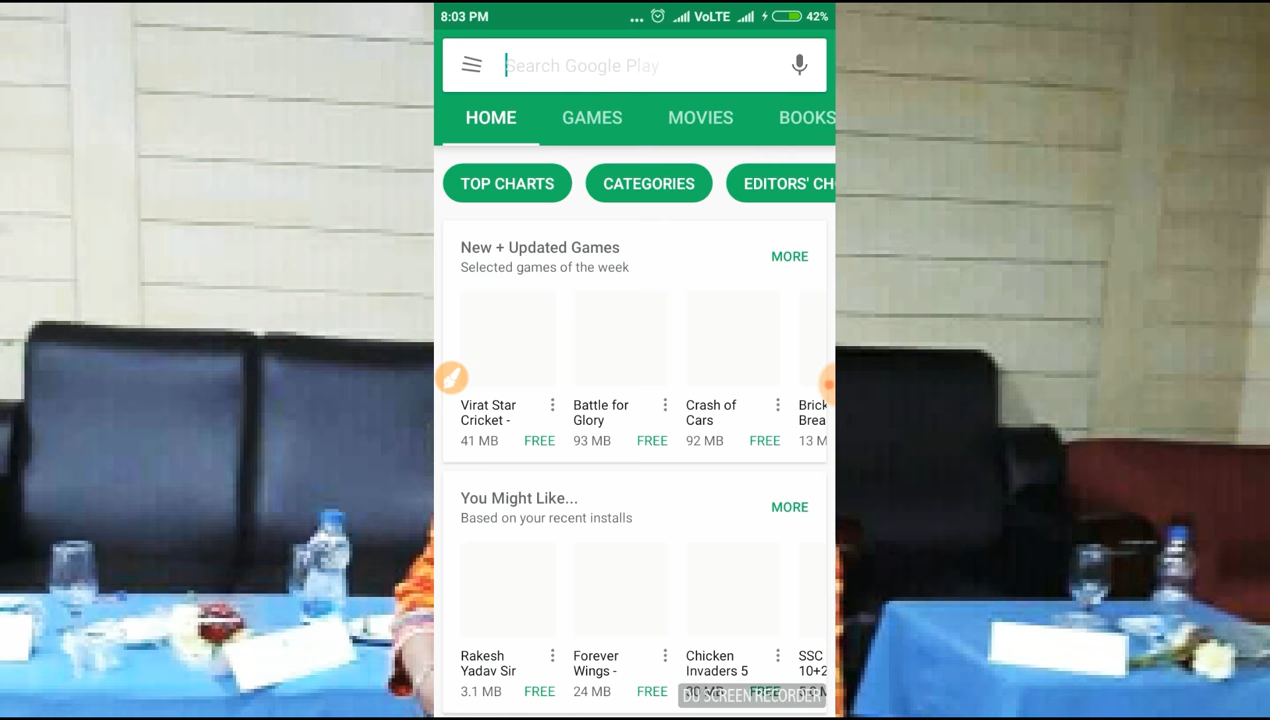 8:03 PM
... VoLTE 42%
Search Google Play
HOME GAMES MOVIES BOOKS
TOP CHARTS CATEGORIES EDITORS' CH
New + Updated Games
MORE
Selected games of the week
Virat Star Battle for Crash of Brick
Cricket - Glory Cars Brea
41 MB FREE 93 MB FREE 92 MB FREE 13 M
You Might Like...
MORE
Based on your recent installs
Rakesh Forever Chicken SSC
Yadav Sir Wings - Invaders 5 10+2
3.1 MB FREE 24 MB FREE FREE
DU SCREEN RECORDER